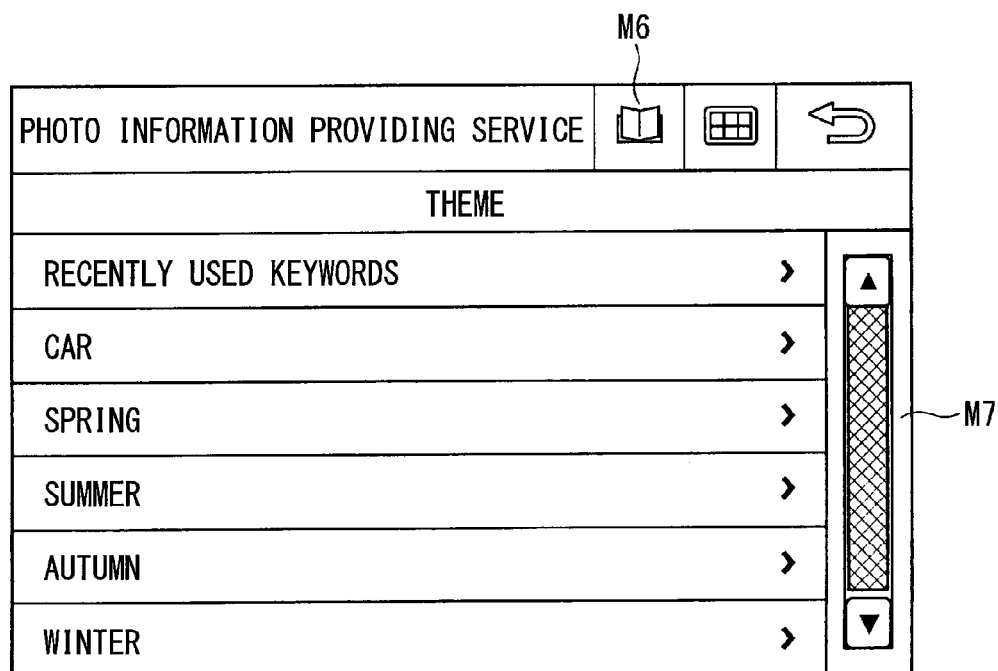 M6
PHOTO INFORMATION PROVIDING SERVICE
THEME
RECENTLY USED KEYWORDS
CAR
SPRING
M7
SUMMER
AUTUMN
WINTER